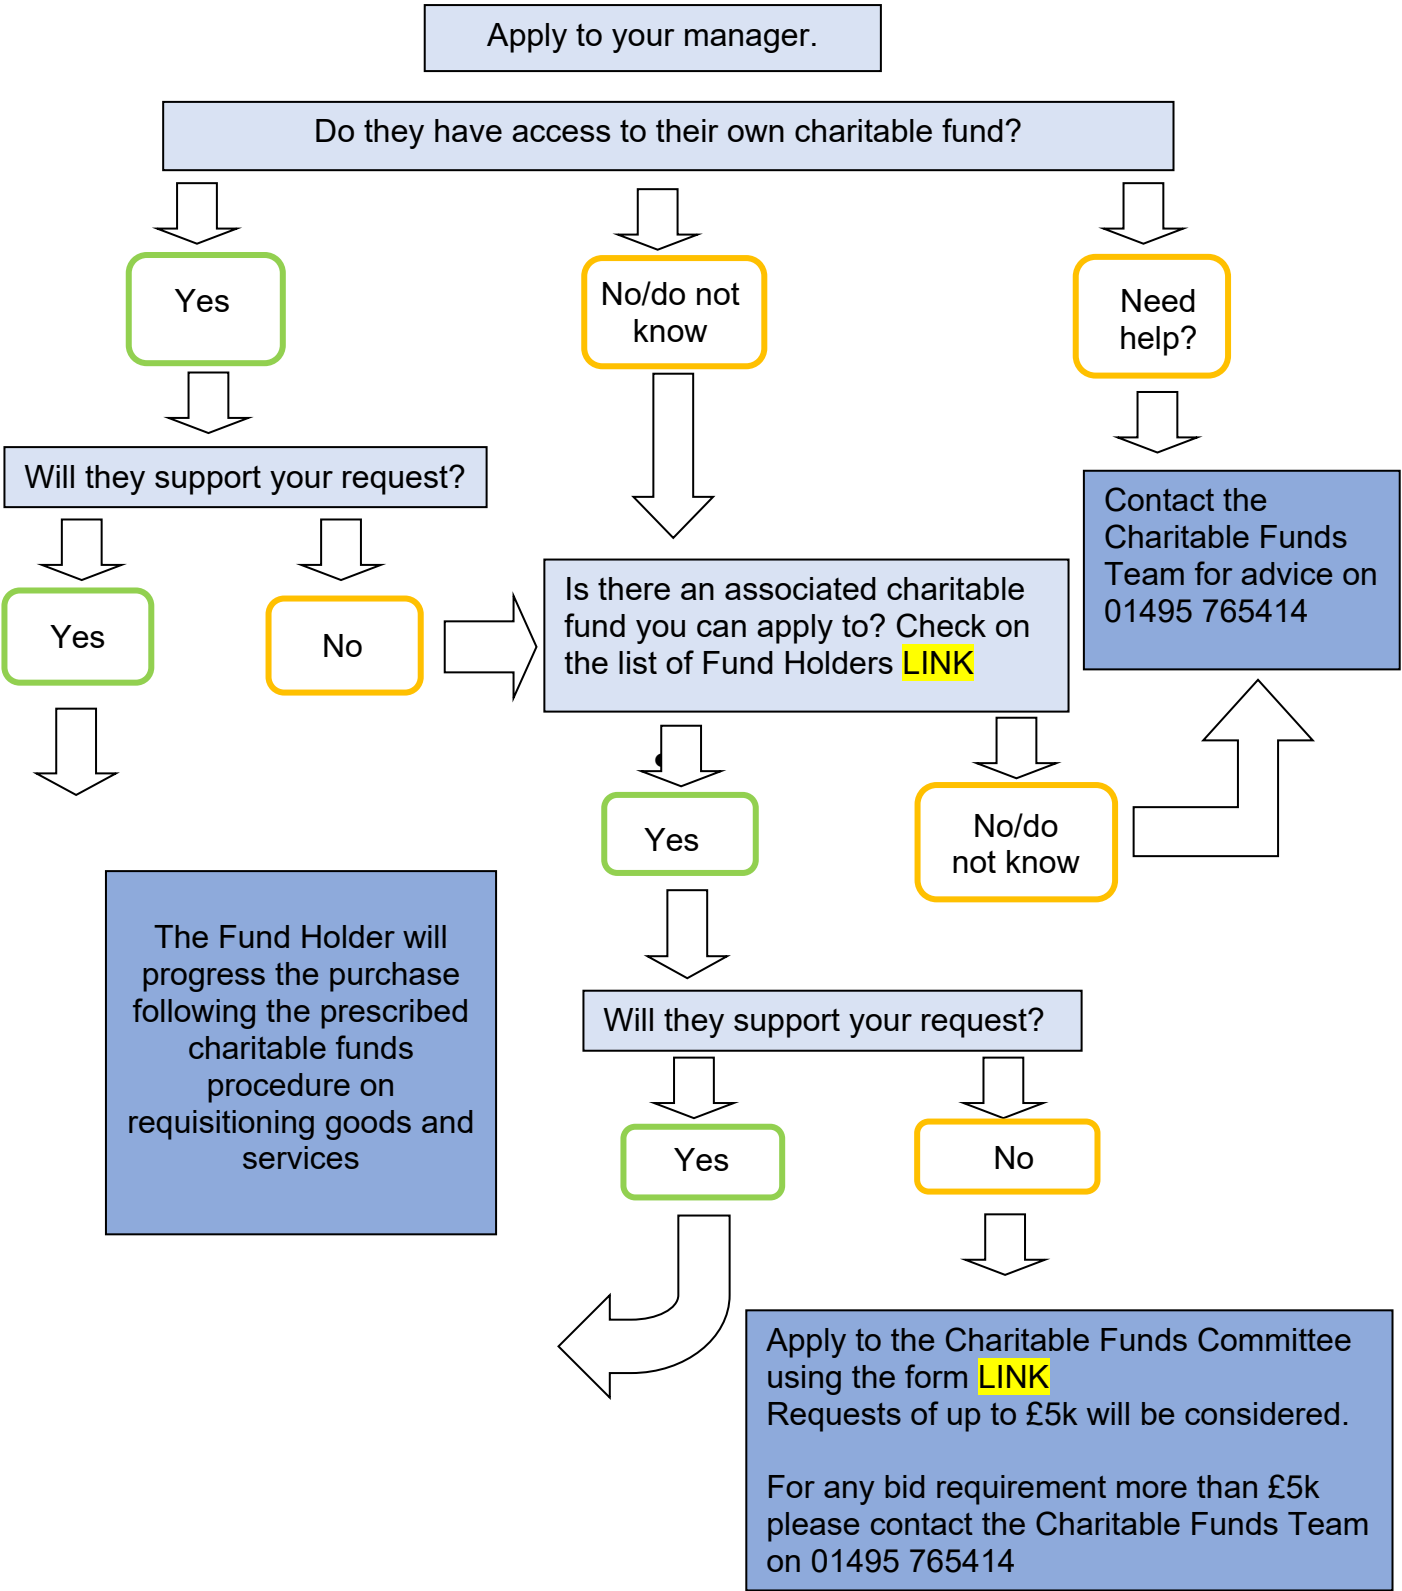 Apply to your manager.
Do they have access to their own charitable fund?
Yes
No/do not
know
Need
help?
Will they support your request?
Contact the
Charitable Funds
Team for advice on
01495 765414
Yes
No
Is there an associated charitable
fund you can apply to? Check on
the list of Fund Holders LINK
Yes
No/do
not know
The Fund Holder will
progress the purchase
following the prescribed
charitable funds
procedure on
requisitioning goods and
services
Will they support your request?
Yes
No
Apply to the Charitable Funds Committee
using the form LINK
Requests of up to £5k will be considered.
For any bid requirement more than £5k
please contact the Charitable Funds Team
on 01495 765414